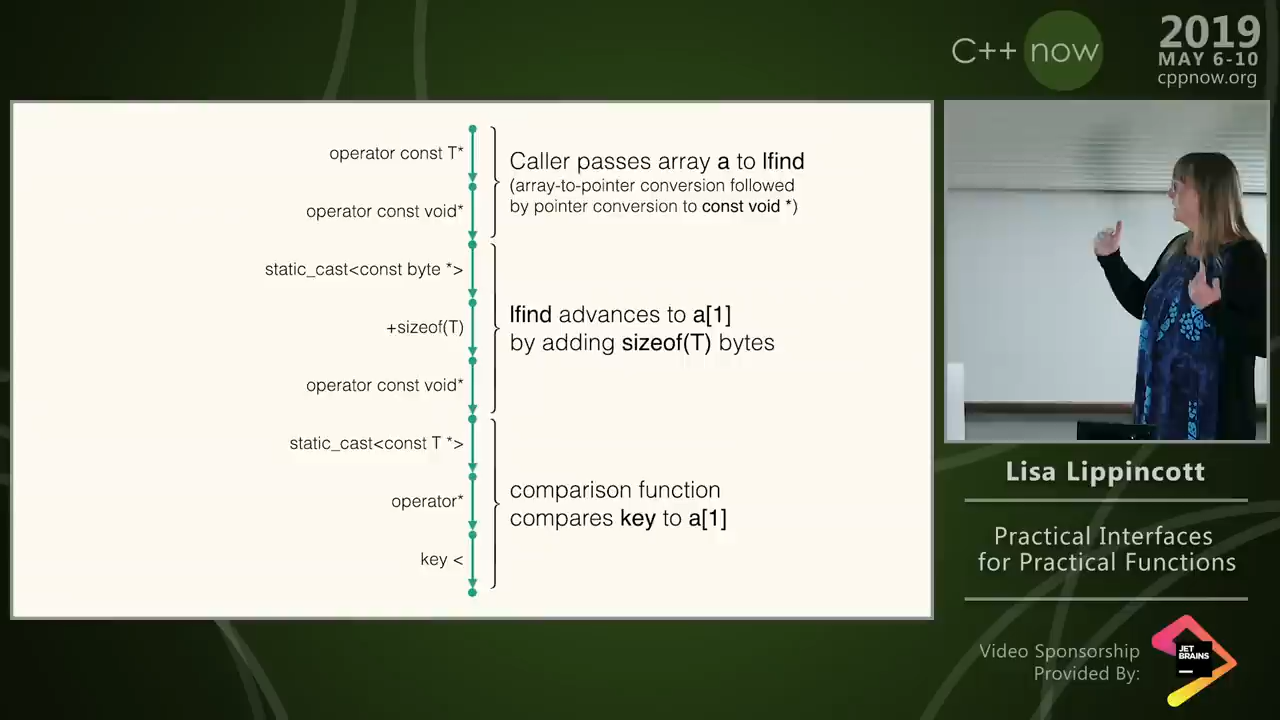 C++ now
2019
MAY 6-10
cppnow.org
operator const T*
operator const void*
static_cast<const byte *>
+sizeof(T)
operator const void*
static_cast<const T *>
operator*
key <
Caller passes array a to lfind
(array-to-pointer conversion followed
by pointer conversion to const void *)
lfind advances to a[1]
by adding sizeof(T) bytes
comparison function
compares key to a[1]
Lisa Lippincott
Practical Interfaces
for Practical Functions
Video Sponsorship
Provided By:
JET
BRAINS